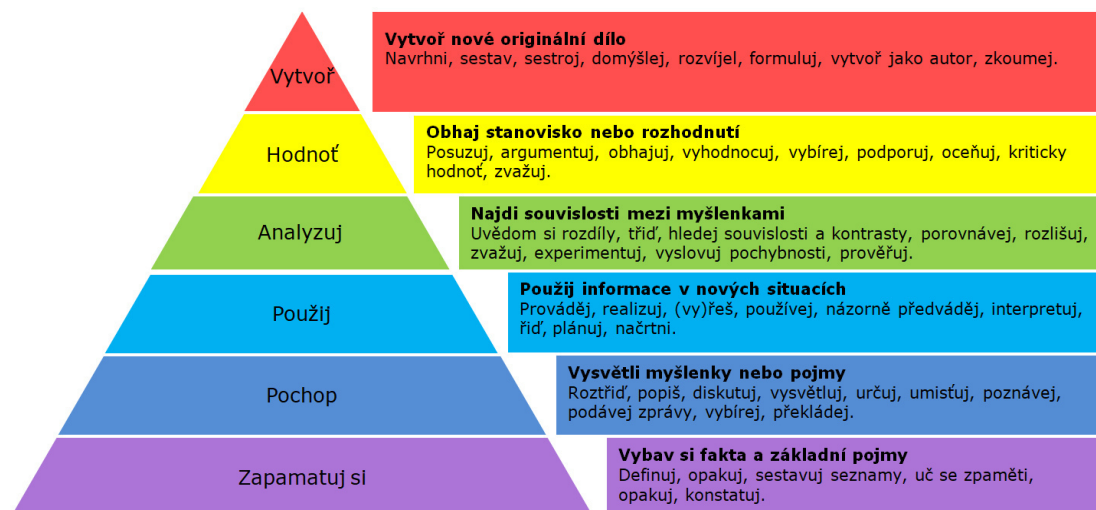 Vytvoř
Vytvoř nové originální dílo
Navrhni, sestav, sestroj, domýšlej, rozvíjel, formuluj, vytvoř jako autor, zkoumej.
Hodnoť
Obhaj stanovisko nebo rozhodnutí
Posuzuj, argumentuj, obhajuj, vyhodnocuj, vybírej, podporuj, oceňuj, kriticky
hodnoť, zvažuj.
Analyzuj
Najdi souvislosti mezi myšlenkami
Uvědom si rozdíly, třiď, hledej souvislosti a kontrasty, porovnávej, rozlišuj,
zvažuj, experimentuj, vyslovuj pochybnosti, prověřuj.
Použij
Použij informace v nových situacích
Prováděj, realizuj, (vy)řeš, používej, názorně předváděj, interpretuj,
řiď, plánuj, načrtni.
Pochop
Vysvětli myšlenky nebo pojmy
Roztřiď, popiš, diskutuj, vysvětluj, určuj, umisťuj, poznávej,
podávej zprávy, vybírej, překládej.
Zapamatuj si
Vybav si fakta a základní pojmy
Definuj, opakuj, sestavuj seznamy, uč se zpaměti,
opakuj, konstatuj.